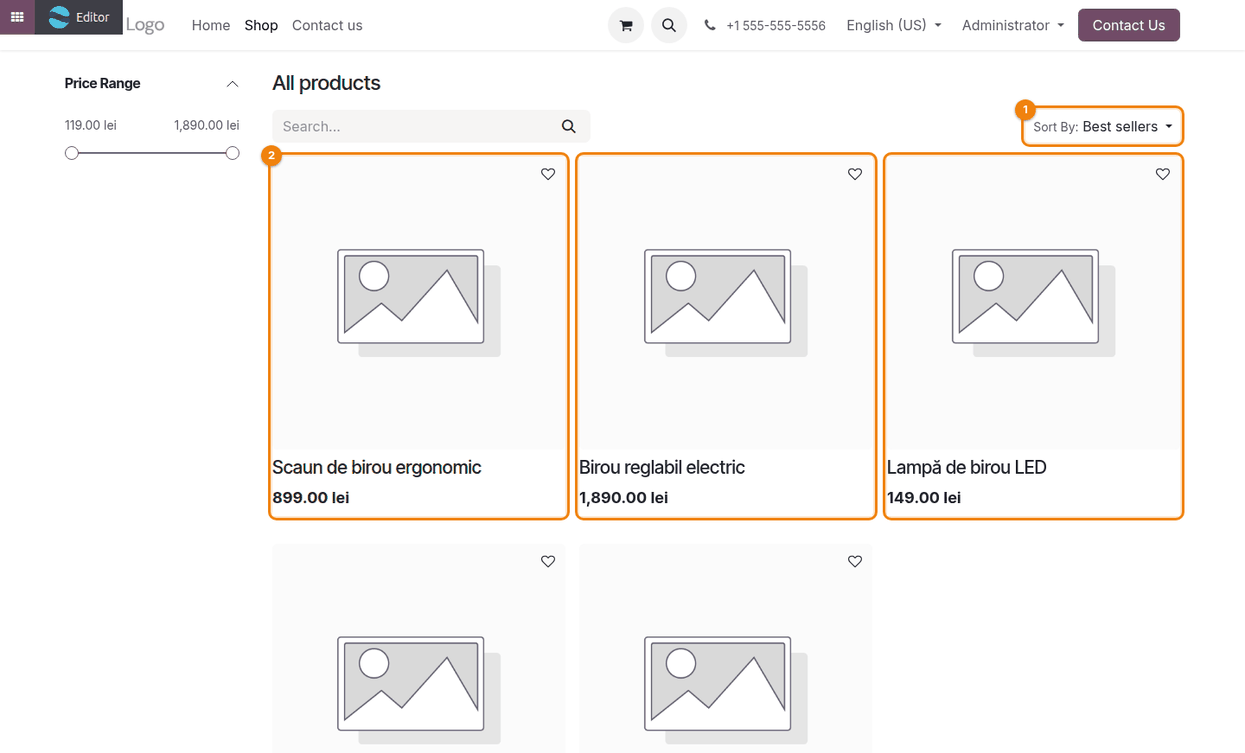 Editor
Logo
Home Shop Contact us
+1 555-555-5556 English (US) Administrator Contact Us
Price Range
119.00 lei 1,890.00 lei
All products
Search...
1
Sort By: Best sellers
2
Scaun de birou ergonomic
899.00 lei
Birou reglabil electric
1,890.00 lei
Lampă de birou LED
149.00 lei